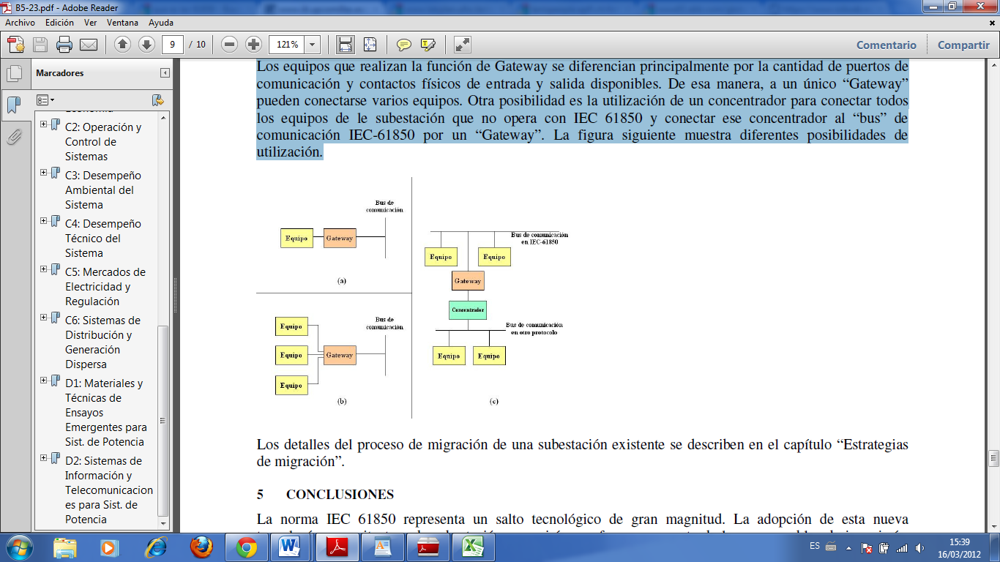 B5-23.pdf - Adobe Reader
Archivo Edición Ver Ventana Ayuda
9 / 10 121% Comentario Compartir
Marcadores
C2: Operación y
Control de
Sistemas
C3: Desempeño
Ambiental del
Sistema
C4: Desempeño
Técnico del
Sistema
C5: Mercados de
Electricidad y
Regulación
C6: Sistemas de
Distribución y
Generación
Dispersa
D1: Materiales y
Técnicas de
Ensayos
Emergentes para
Sist. de Potencia
D2: Sistemas de
Información y
Telecomunicacion
es para Sist. de
Potencia
Los equipos que realizan la función de Gateway se diferencian principalmente por la cantidad de puertos de
comunicación y contactos físicos de entrada y salida disponibles. De esa manera, a un único “Gateway”
pueden conectarse varios equipos. Otra posibilidad es la utilización de un concentrador para conectar todos
los equipos de le subestación que no opera con IEC 61850 y conectar ese concentrador al “bus” de
comunicación IEC-61850 por un “Gateway”. La figura siguiente muestra diferentes posibilidades de
utilización.
Bus de
comunicación
Equipo Gateway
(a)
Bus de
comunicación
Equipo
Equipo Gateway
Equipo
(b)
Bus de comunicación
en IEC-61850
Equipo Equipo
Gateway
Concentrador
Bus de comunicación
en otro protocolo
Equipo Equipo
(c)
Los detalles del proceso de migración de una subestación existente se describen en el capítulo “Estrategias
de migración”.
5 CONCLUSIONES
La norma IEC 61850 representa un salto tecnológico de gran magnitud. La adopción de esta nueva
ES 15:39
16/03/2012